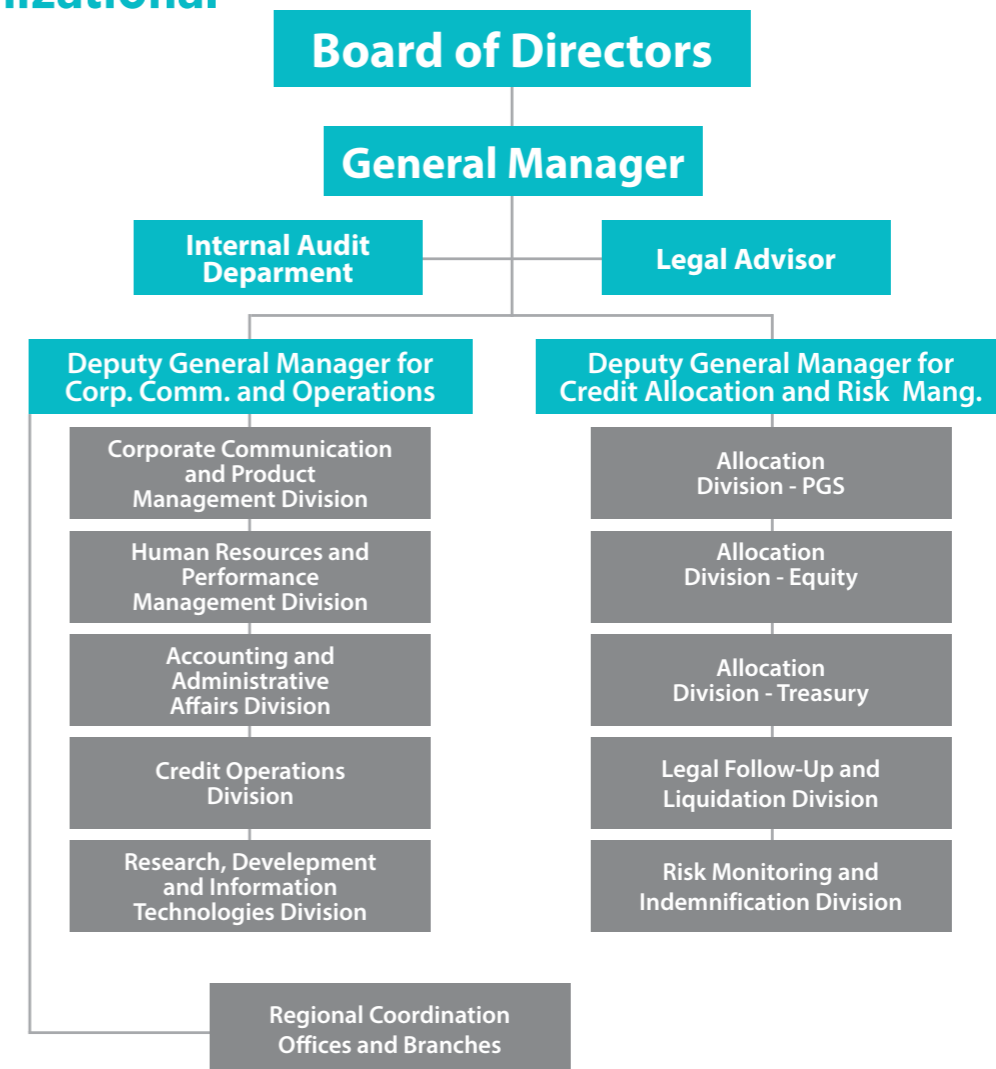 Board of Directors
General Manager
Internal Audit
Deparment
Legal Advisor
Deputy General Manager for
Corp. Comm. and Operations
Deputy General Manager for
Credit Allocation and Risk Mang.
Corporate Communication
and Product
Management Division
Allocation
Division - PGS
Human Resources and
Performance
Management Division
Allocation
Division - Equity
Accounting and
Administrative
Affairs Division
Allocation
Division - Treasury
Credit Operations
Division
Legal Follow-Up and
Liquidation Division
Research, Develepment
and Information
Technologies Division
Risk Monitoring and
Indemnification Division
Regional Coordination
Offices and Branches